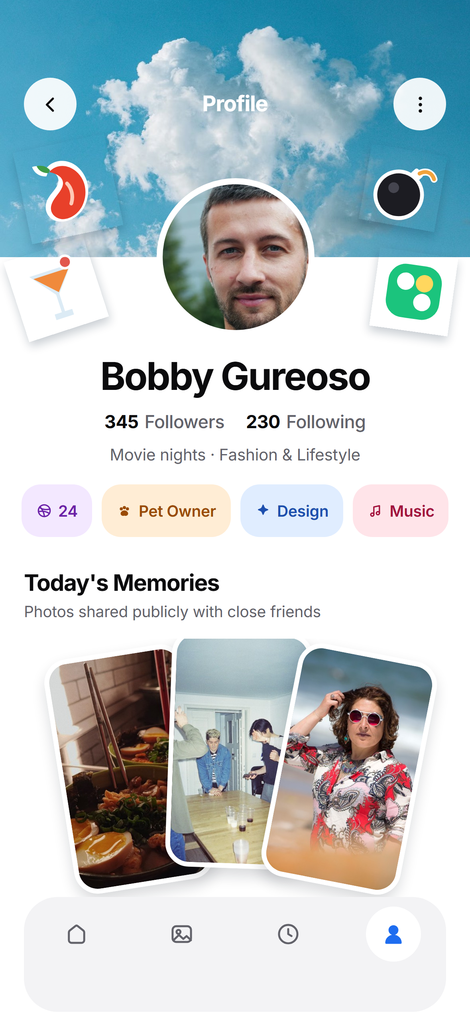 Profile
Bobby Gureoso
345 Followers 230 Following
Movie nights · Fashion & Lifestyle
24 Pet Owner Design Music
Today's Memories
Photos shared publicly with close friends